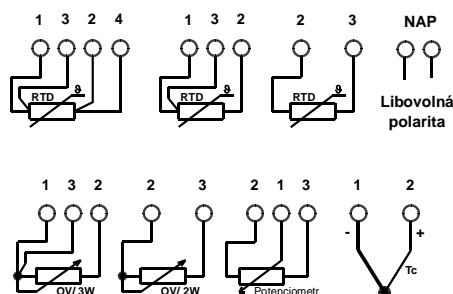 1 3 2 4
1 3 2
2 3
NAP
RTD ϑ
RTD ϑ
RTD ϑ
Libovolná
polarita
1 3 2
2 3
2 1 3
1 2
- +
Tc
OV/ 3W
OV/ 2W
Potenciometr